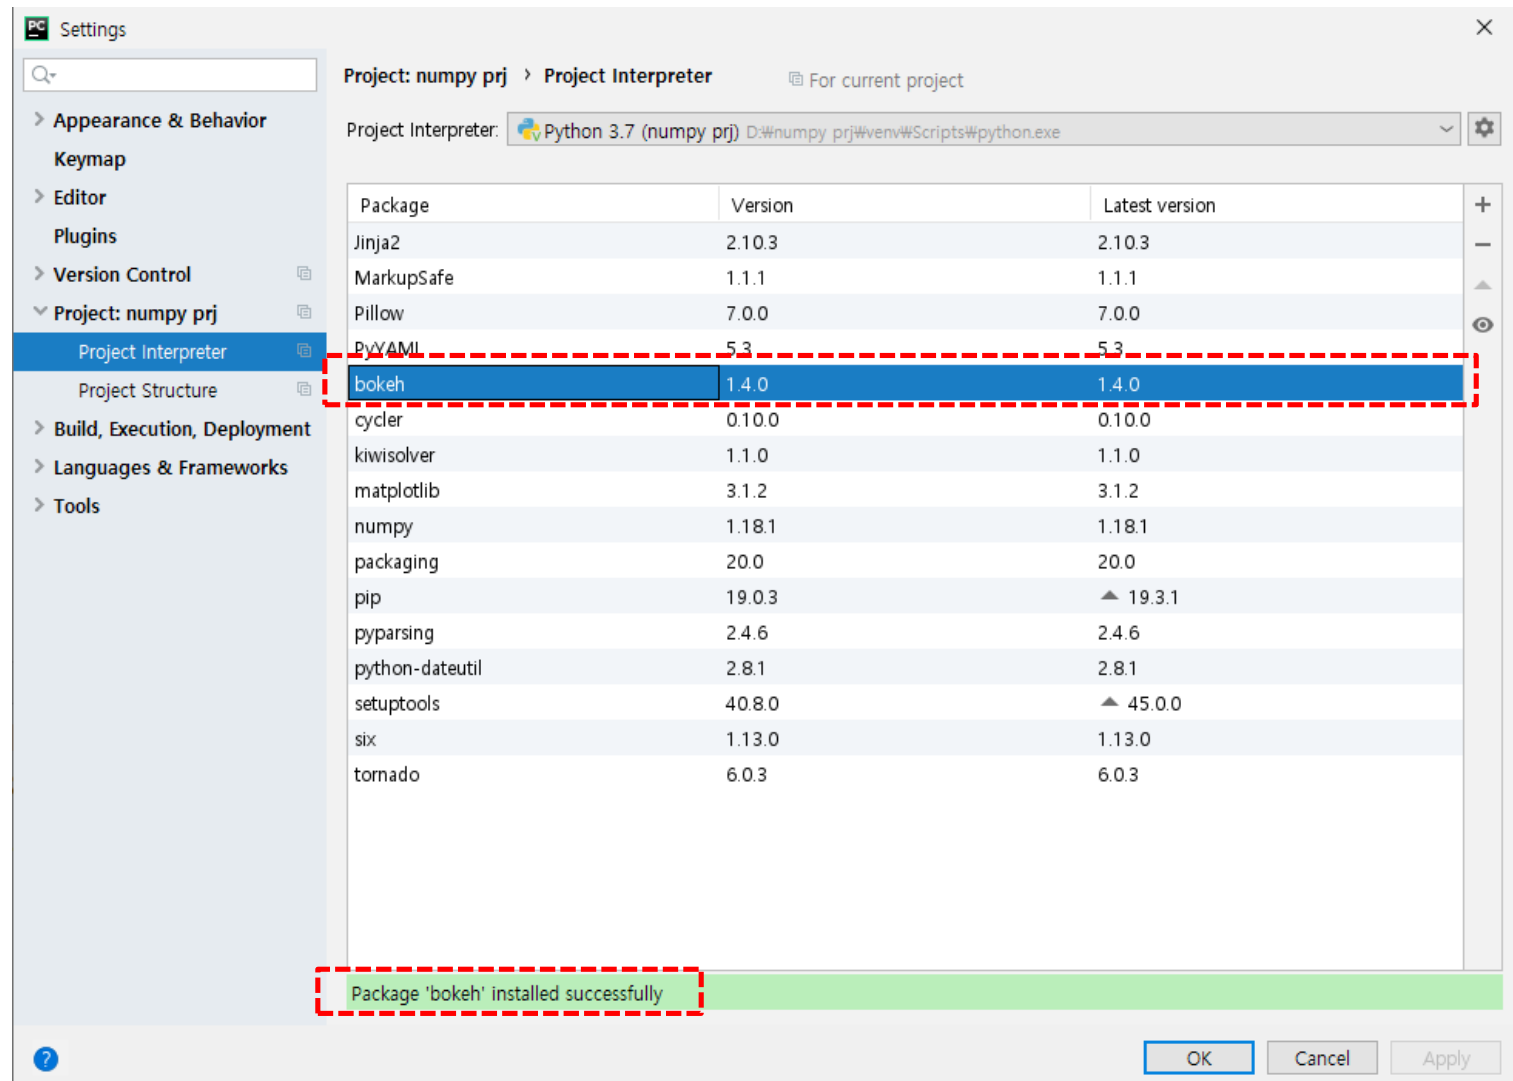 PC Settings
Project: numpy prj › Project Interpreter For current project
Appearance & Behavior
Keymap
Editor
Plugins
Version Control
Project: numpy prj
Project Interpreter
Project Structure
Build, Execution, Deployment
Languages & Frameworks
Tools
Project Interpreter: Python 3.7 (numpy prj) D:₩numpy prj₩venv₩Scripts₩python.exe
Package Version Latest version
Jinja2 2.10.3 2.10.3
MarkupSafe 1.1.1 1.1.1
Pillow 7.0.0 7.0.0
PyYAML 5.3 5.3
bokeh 1.4.0 1.4.0
cycler 0.10.0 0.10.0
kiwisolver 1.1.0 1.1.0
matplotlib 3.1.2 3.1.2
numpy 1.18.1 1.18.1
packaging 20.0 20.0
pip 19.0.3 19.3.1
pyparsing 2.4.6 2.4.6
python-dateutil 2.8.1 2.8.1
setuptools 40.8.0 45.0.0
six 1.13.0 1.13.0
tornado 6.0.3 6.0.3
Package 'bokeh' installed successfully
? OK Cancel Apply